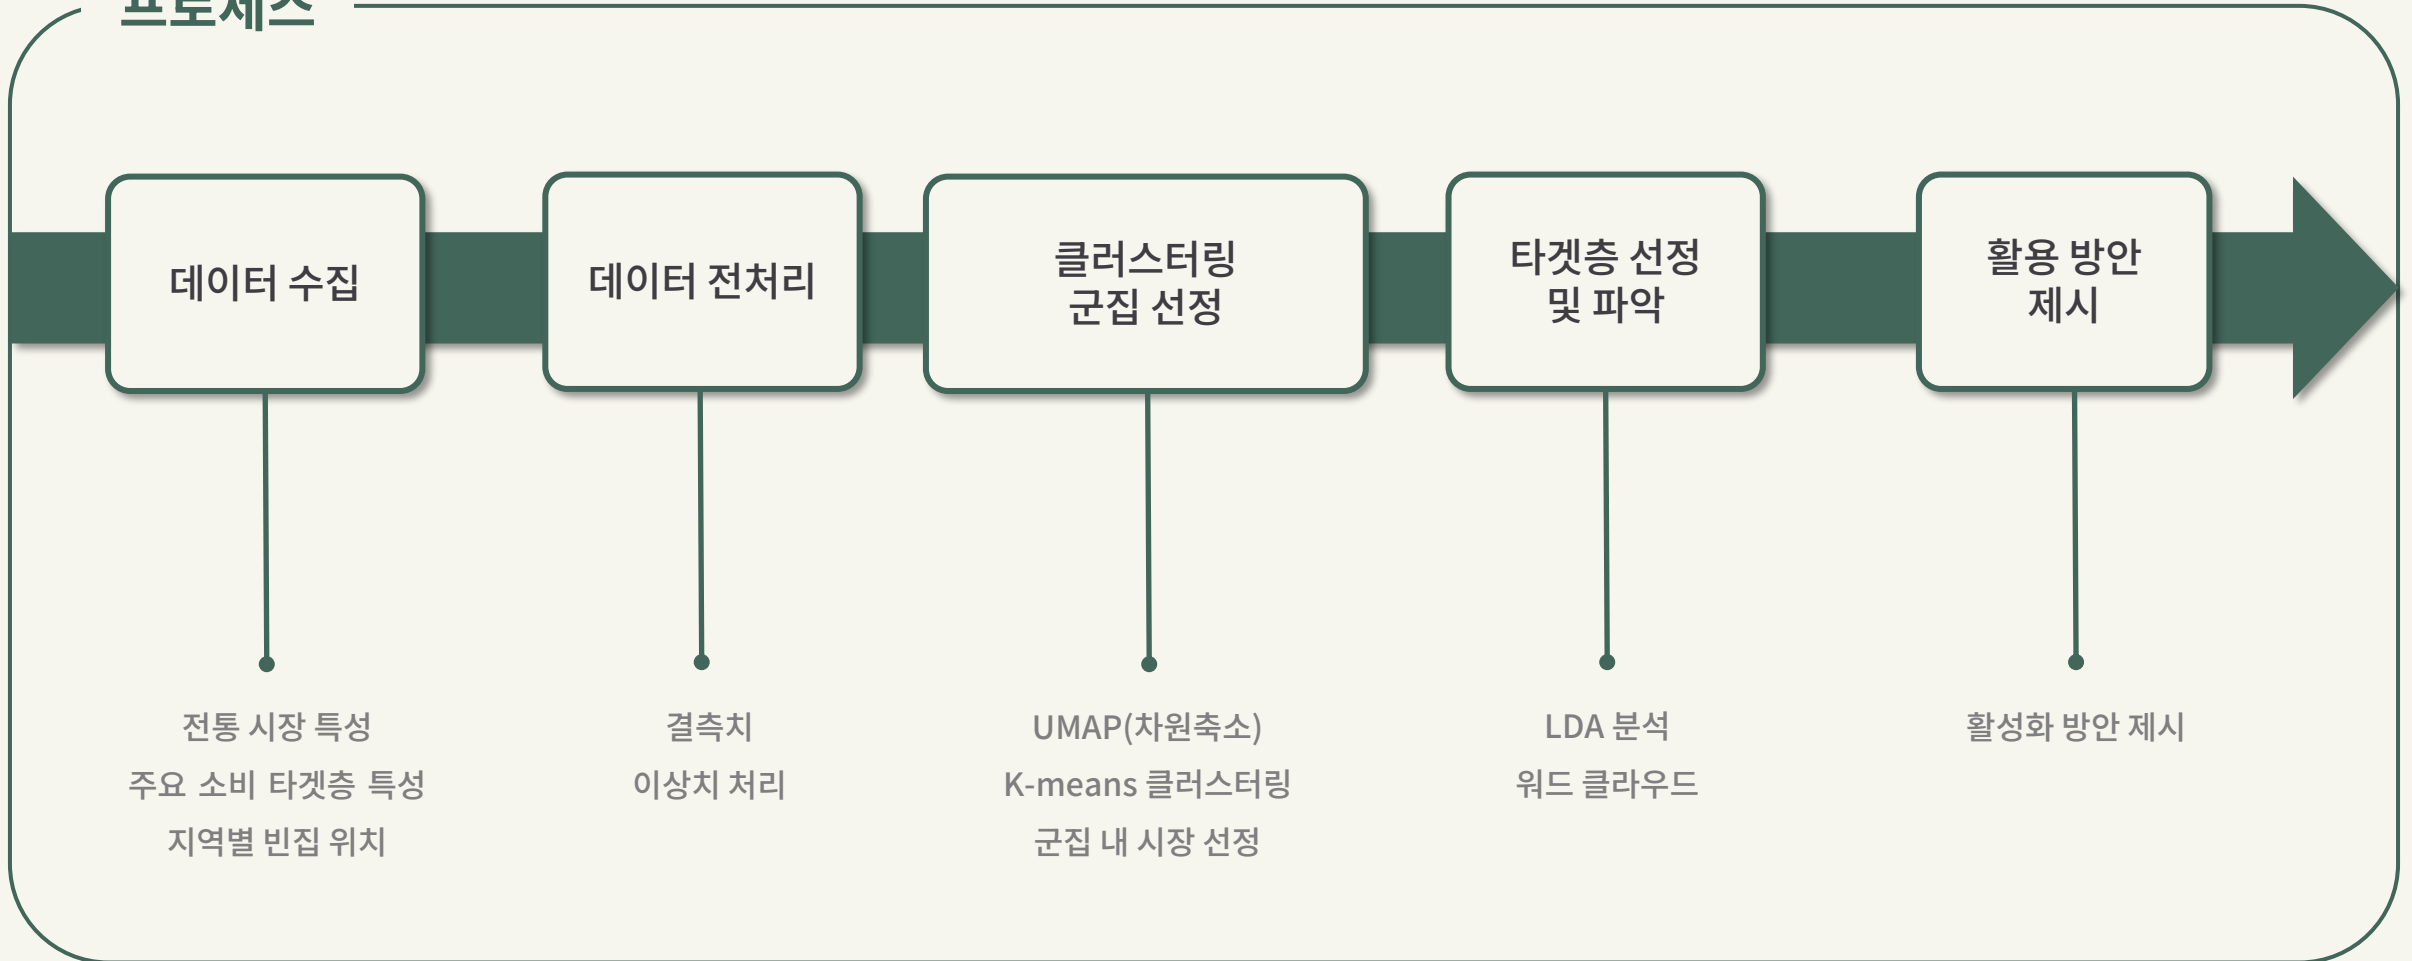 프로세스
데이터 수집
데이터 전처리
클러스터링
군집 선정
타겟층 선정
및 파악
활용 방안
제시
전통 시장 특성
주요 소비 타겟층 특성
지역별 빈집 위치
결측치
이상치 처리
UMAP(차원축소)
K-means 클러스터링
군집 내 시장 선정
LDA 분석
워드 클라우드
활성화 방안 제시